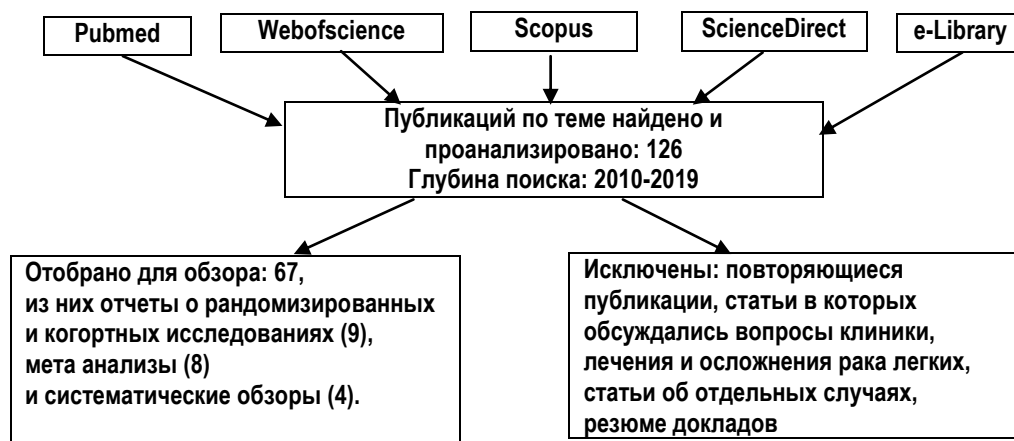 Pubmed
Webofscience
Scopus
ScienceDirect
e-Library
Публикаций по теме найдено и
проанализировано: 126
Глубина поиска: 2010-2019
Отобрано для обзора: 67,
из них отчеты о рандомизированных
и когортных исследованиях (9),
мета анализы (8)
и систематические обзоры (4).
Исключены: повторяющиеся
публикации, статьи в которых
обсуждались вопросы клиники,
лечения и осложнения рака легких,
статьи об отдельных случаях,
резюме докладов